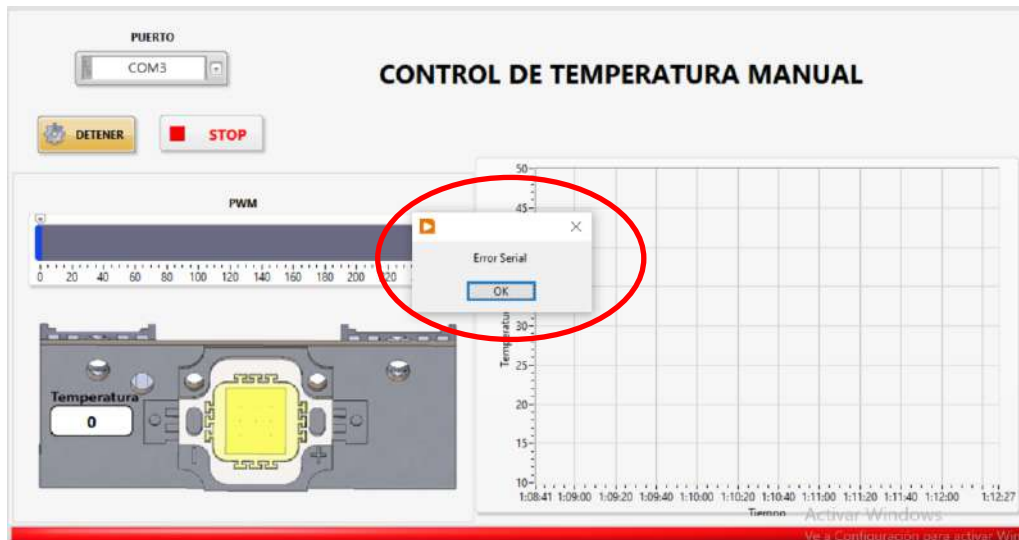 PUERTO
COM3
CONTROL DE TEMPERATURA MANUAL
DETENER
STOP
PWM
0 20 40 60 80 100 120 140 160 180 200
Error Serial
OK
Temperatura
0
50
45
30
25
20
15
10
1:08:41 1:09:00 1:09:20 1:09:40 1:10:00 1:10:20 1:10:40 1:11:00 1:11:20 1:11:40 1:12:00 1:12:27
Tiempo
Activar Windows
Ve a Configuración para activar Win